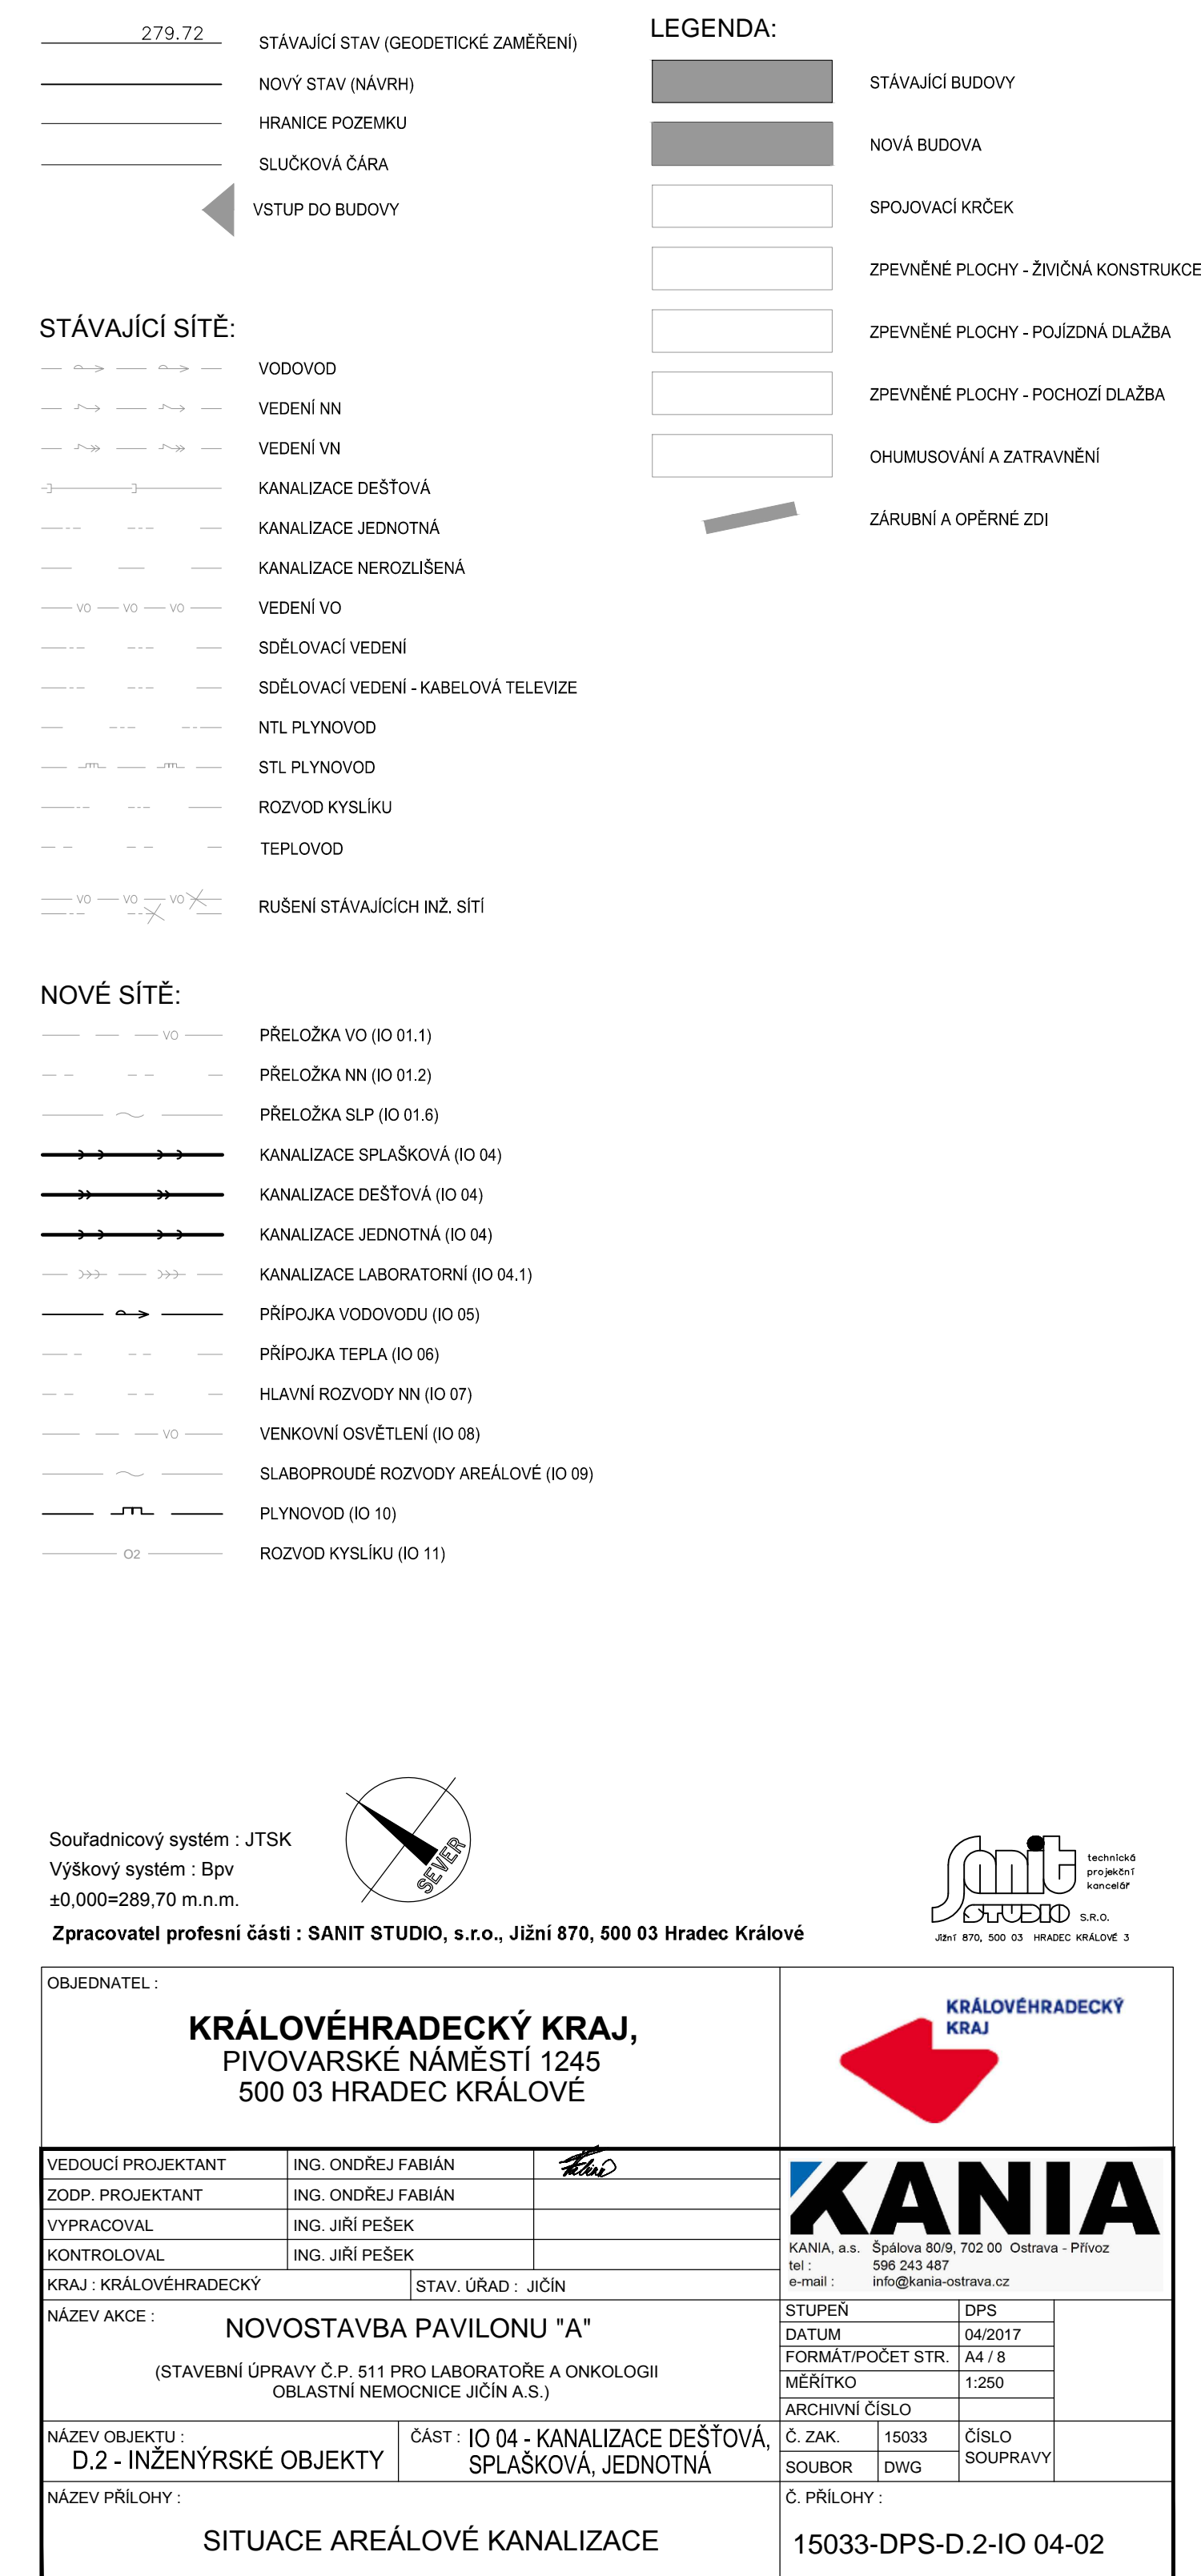 279.72
STÁVAJÍCÍ STAV (GEODETICKÉ ZAMĚŘENÍ)
NOVÝ STAV (NÁVRH)
HRANICE POZEMKU
SLUČKOVÁ ČÁRA
VSTUP DO BUDOVY
LEGENDA:
STÁVAJÍCÍ BUDOVY
NOVÁ BUDOVA
SPOJOVACÍ KRČEK
ZPEVNĚNÉ PLOCHY - ŽIVIČNÁ KONSTRUKCE
ZPEVNĚNÉ PLOCHY - POJÍZDNÁ DLAŽBA
ZPEVNĚNÉ PLOCHY - POCHOZÍ DLAŽBA
OHUMUSOVÁNÍ A ZATRAVNĚNÍ
ZÁRUBNÍ A OPĚRNÉ ZDI
STÁVAJÍCÍ SÍTĚ:
VODOVOD
VEDENÍ NN
VEDENÍ VN
KANALIZACE DEŠŤOVÁ
KANALIZACE JEDNOTNÁ
KANALIZACE NEROZLIŠENÁ
VO VO VO VEDENÍ VO
SDĚLOVACÍ VEDENÍ
SDĚLOVACÍ VEDENÍ - KABELOVÁ TELEVIZE
NTL PLYNOVOD
STL PLYNOVOD
ROZVOD KYSLÍKU
TEPLOVOD
VO VO VO RUŠENÍ STÁVAJÍCÍCH INŽ. SÍTÍ
NOVÉ SÍTĚ:
VO PŘELOŽKA VO (IO 01.1)
PŘELOŽKA NN (IO 01.2)
PŘELOŽKA SLP (IO 01.6)
KANALIZACE SPLAŠKOVÁ (IO 04)
KANALIZACE DEŠŤOVÁ (IO 04)
KANALIZACE JEDNOTNÁ (IO 04)
KANALIZACE LABORATORNÍ (IO 04.1)
PŘÍPOJKA VODOVODU (IO 05)
PŘÍPOJKA TEPLA (IO 06)
HLAVNÍ ROZVODY NN (IO 07)
VO VENKOVNÍ OSVĚTLENÍ (IO 08)
SLABOPROUDÉ ROZVODY AREÁLOVÉ (IO 09)
PLYNOVOD (IO 10)
O2 ROZVOD KYSLÍKU (IO 11)
Souřadnicový systém : JTSK
Výškový systém : Bpv
±0,000=289,70 m.n.m.
SEVER
Zpracovatel profesní části : SANIT STUDIO, s.r.o., Jižní 870, 500 03 Hradec Králové
Sanit
technická
projekční
kancelář
STUDIO S.R.O.
Jižní 870, 500 03 HRADEC KRÁLOVÉ 3
OBJEDNATEL :
KRÁLOVÉHRADECKÝ KRAJ,
PIVOVARSKÉ NÁMĚSTÍ 1245
500 03 HRADEC KRÁLOVÉ
KRÁLOVÉHRADECKÝ
KRAJ
VEDOUCÍ PROJEKTANT ING. ONDŘEJ FABIÁN Fabián
ZODP. PROJEKTANT ING. ONDŘEJ FABIÁN
VYPRACOVAL ING. JIŘÍ PEŠEK
KONTROLOVAL ING. JIŘÍ PEŠEK
KRAJ : KRÁLOVÉHRADECKÝ STAV. ÚŘAD : JIČÍN
KANIA
KANIA, a.s. Špálova 80/9, 702 00 Ostrava - Přívoz
tel : 596 243 487
e-mail : info@kania-ostrava.cz
NÁZEV AKCE :
NOVOSTAVBA PAVILONU "A"
(STAVEBNÍ ÚPRAVY Č.P. 511 PRO LABORATOŘE A ONKOLOGII
OBLASTNÍ NEMOCNICE JIČÍN A.S.)
STUPEŇ DPS
DATUM 04/2017
FORMÁT/POČET STR. A4 / 8
MĚŘÍTKO 1:250
ARCHIVNÍ ČÍSLO
NÁZEV OBJEKTU :
D.2 - INŽENÝRSKÉ OBJEKTY
ČÁST : IO 04 - KANALIZACE DEŠŤOVÁ,
SPLAŠKOVÁ, JEDNOTNÁ
Č. ZAK. 15033
SOUBOR DWG
ČÍSLO
SOUPRAVY
NÁZEV PŘÍLOHY :
SITUACE AREÁLOVÉ KANALIZACE
Č. PŘÍLOHY :
15033-DPS-D.2-IO 04-02